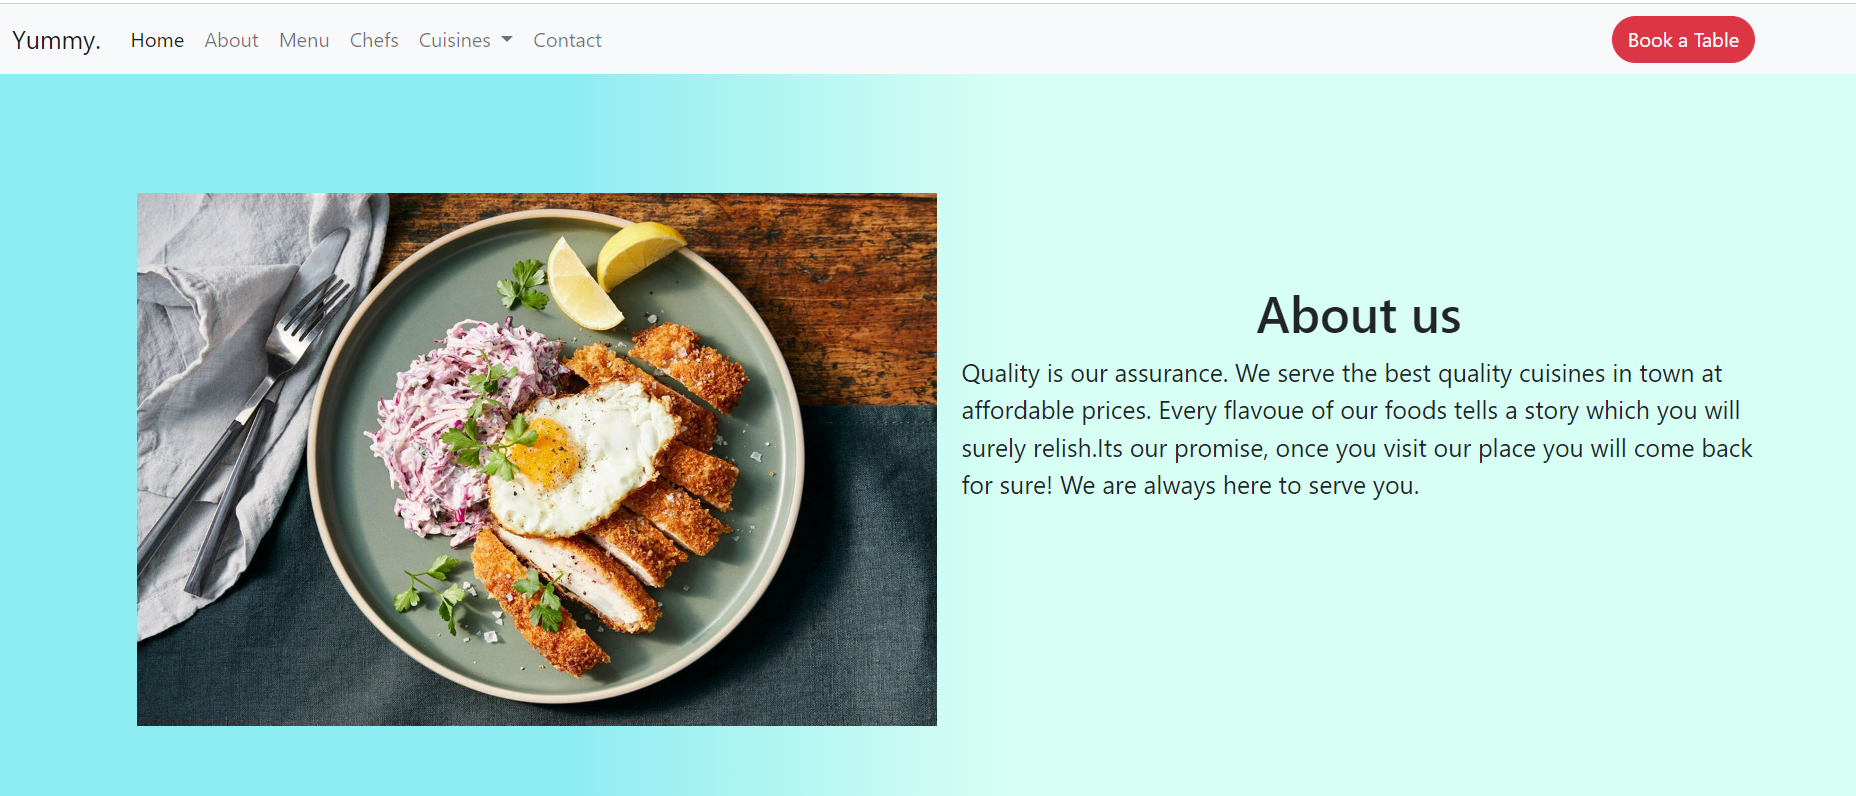 Yummy. Home About Menu Chefs Cuisines Contact Book a Table
About us
Quality is our assurance. We serve the best quality cuisines in town at
affordable prices. Every flavoue of our foods tells a story which you will
surely relish.Its our promise, once you visit our place you will come back
for sure! We are always here to serve you.